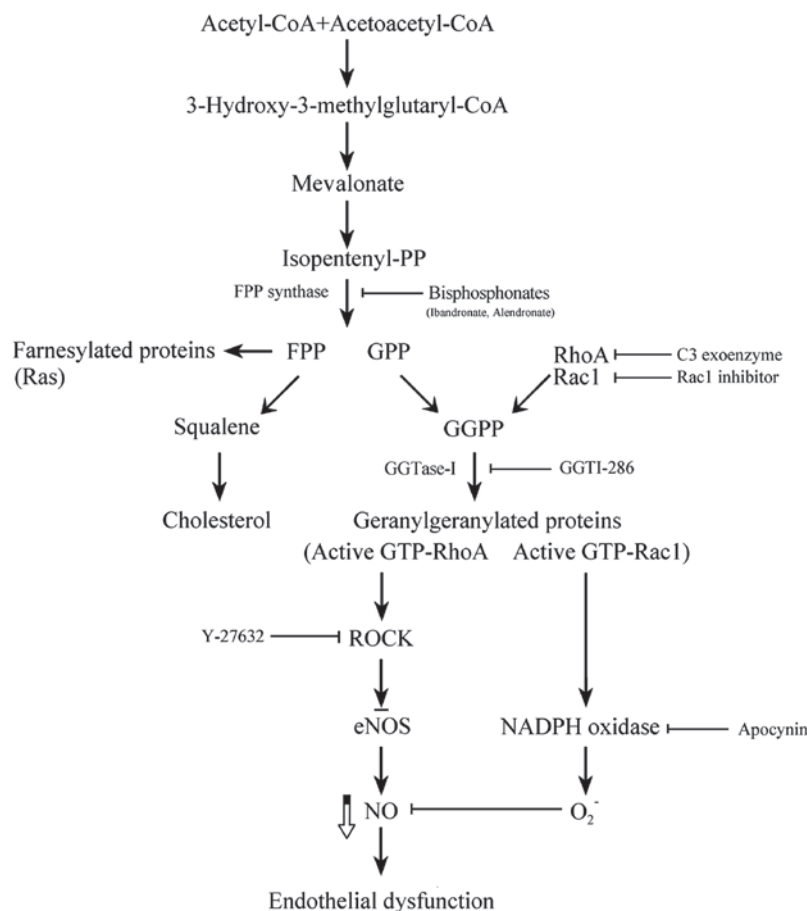 Acetyl-CoA+Acetoacetyl-CoA
3-Hydroxy-3-methylglutaryl-CoA
Mevalonate
Isopentenyl-PP
FPP synthase
Bisphosphonates
(Ibandronate, Alendronate)
Farnesylated proteins
(Ras)
FPP
GPP
RhoA
C3 exoenzyme
Rac1
Rac1 inhibitor
Squalene
GGPP
GGTase-I
GGTI-286
Cholesterol
Geranylgeranylated proteins
(Active GTP-RhoA Active GTP-Rac1)
Y-27632
ROCK
eNOS
NADPH oxidase
Apocynin
NO
O₂⁻
Endothelial dysfunction